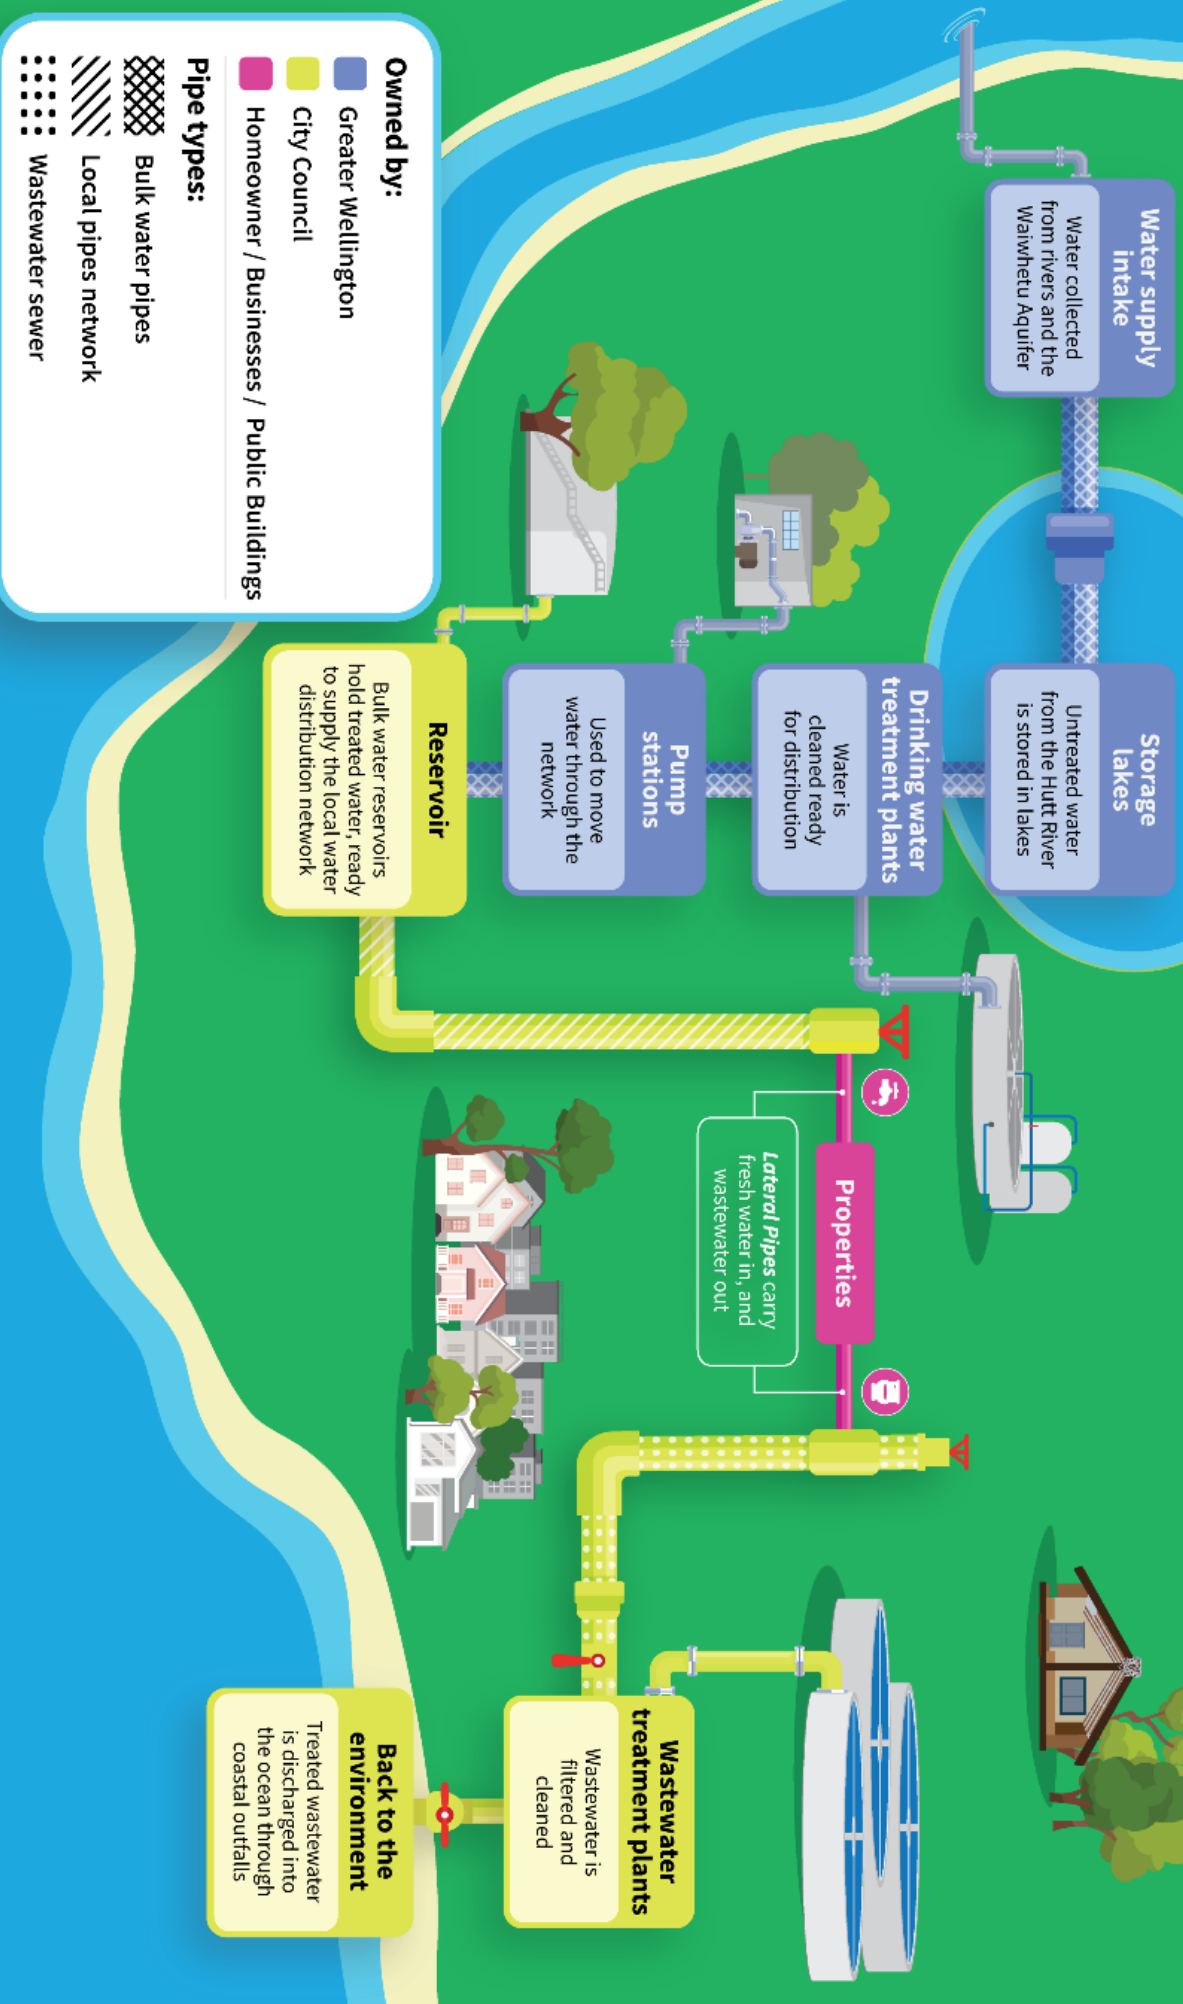 Water supply
intake
Water collected
from rivers and the
Waiwhetu Aquifer
Storage
lakes
Untreated water
from the Hutt River
is stored in lakes
Drinking water
treatment plants
Water is
cleaned ready
for distribution
Pump
stations
Used to move
water through the
network
Reservoir
Bulk water reservoirs
hold treated water, ready
to supply the local water
distribution network
Properties
Lateral Pipes carry
fresh water in, and
wastewater out
Wastewater
treatment plants
Wastewater is
filtered and
cleaned
Back to the
environment
Treated wastewater
is discharged into
the ocean through
coastal outfalls
Owned by:
Greater Wellington
City Council
Homeowner / Businesses / Public Buildings
Pipe types:
Bulk water pipes
Local pipes network
Wastewater sewer